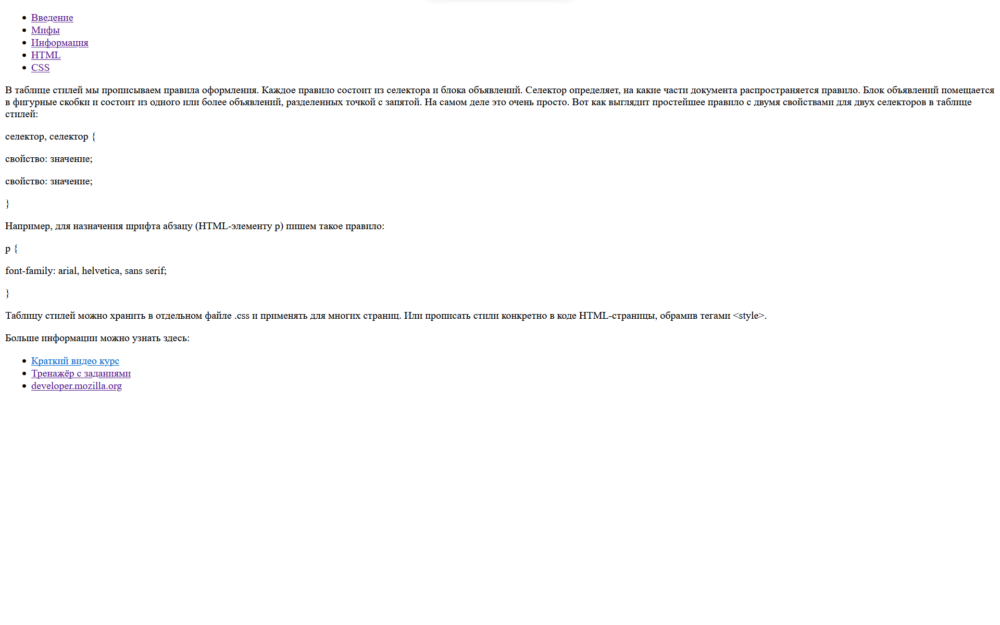 Введение
Мифы
Информация
HTML
CSS
В таблице стилей мы прописываем правила оформления. Каждое правило состоит из селектора и блока объявлений. Селектор определяет, на какие части документа распространяется правило. Блок объявлений помещается
в фигурные скобки и состоит из одного или более объявлений, разделенных точкой с запятой. На самом деле это очень просто. Вот как выглядит простейшее правило с двумя свойствами для двух селекторов в таблице
стилей:
селектор, селектор {
свойство: значение;
свойство: значение;
}
Например, для назначения шрифта абзацу (HTML-элементу p) пишем такое правило:
p {
font-family: arial, helvetica, sans serif;
}
Таблицу стилей можно хранить в отдельном файле .css и применять для многих страниц. Или прописать стили конкретно в коде HTML-страницы, обрамив тегами <style>.
Больше информации можно узнать здесь:
Краткий видео курс
Тренажёр с заданиями
developer.mozilla.org